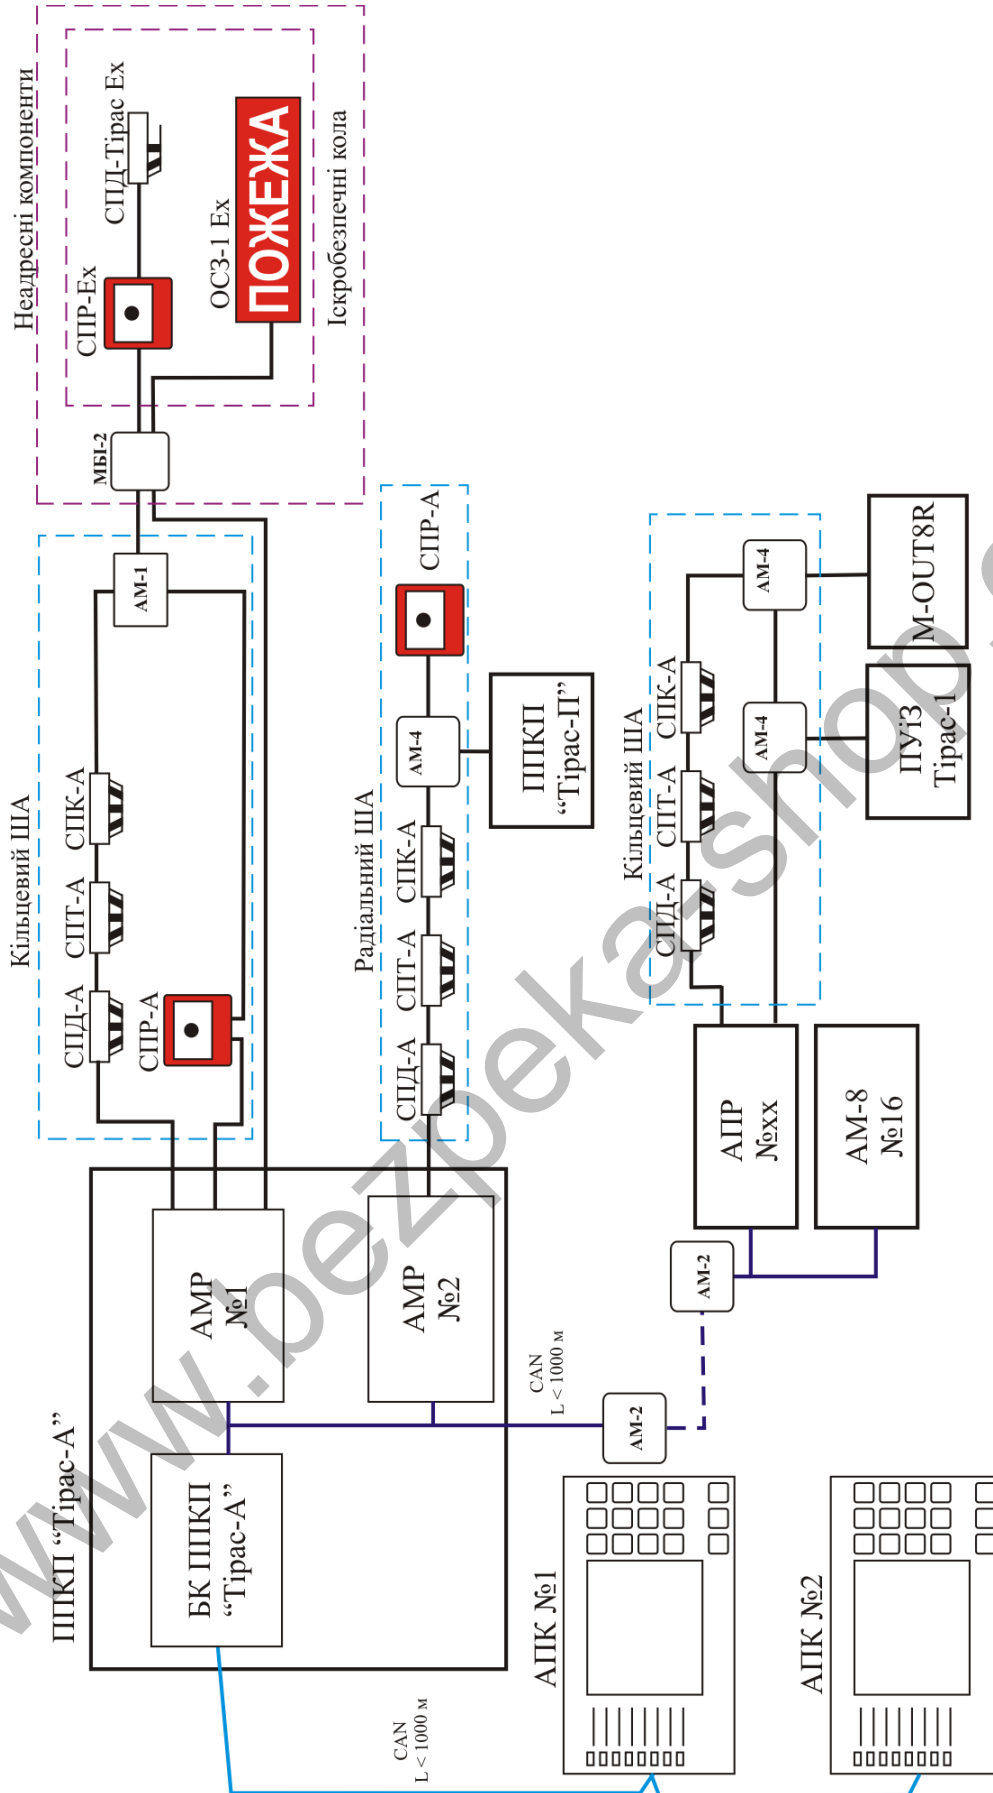 Неадресні компоненти
СПД-Тірас Ex
СПР-Ex
ОСЗ-1 Ex
ПОЖЕЖА
Іскробезпечні кола
МБІ-2
Кільцевий ША
СПД-А
СПТ-А
СПК-А
АМ-1
СПР-А
Радіальний ША
СПД-А
СПТ-А
СПК-А
АМ-4
СПР-А
ППКП
“Тірас-П”
Кільцевий ША
СПД-А
СПТ-А
СПК-А
АМ-4
АМ-4
ПУіЗ
Тірас-1
M-OUT8R
ППКП “Тірас-А”
БК ППКП
“Тірас-А”
АМР
№1
АМР
№2
CAN
L < 1000 м
АМ-2
АМ-2
АПР
№xx
АМ-8
№16
CAN
L < 1000 м
АПК №1
АПК №2
www.bezpeka-shop.